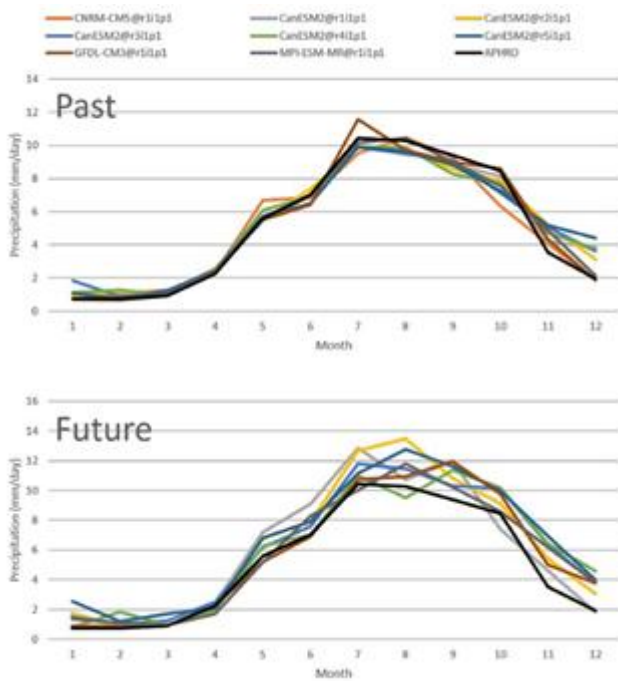 CNRM-CM5@r1i1p1 CanESM2@r1i1p1 CanESM2@r2i1p1
CanESM2@r3i1p1 CanESM2@r4i1p1 CanESM2@r5i1p1
GFDL-CM3@r1i1p1 MPI-ESM-MR@r1i1p1 APHRO
Past
Precipitation (mm/day)
14
12
10
8
6
4
2
0
1 2 3 4 5 6 7 8 9 10 11 12
Month
Future
Precipitation (mm/day)
16
14
12
10
8
6
4
2
0
1 2 3 4 5 6 7 8 9 10 11 12
Month